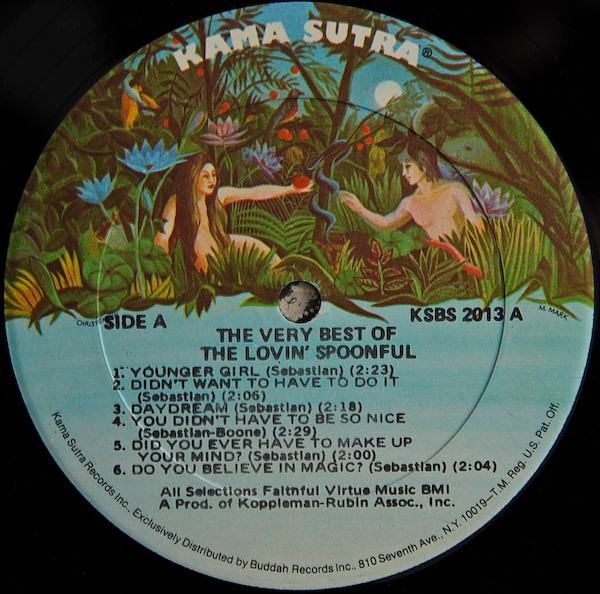 KAMA SUTRA®
M. MARK
SIDE A
KSBS 2013 A
THE VERY BEST OF
THE LOVIN' SPOONFUL
1. YOUNGER GIRL (Sebastian) (2:23)
2. DIDN'T WANT TO HAVE TO DO IT
(Sebastian) (2:06)
3. DAYDREAM (Sebastian) (2:18)
4. YOU DIDN'T HAVE TO BE SO NICE
(Sebastian-Boone) (2:29)
5. DID YOU EVER HAVE TO MAKE UP
YOUR MIND? (Sebastian) (2:00)
6. DO YOU BELIEVE IN MAGIC? (Sebastian) (2:04)
All Selections Faithful Virtue Music BMI
A Prod. of Koppleman-Rubin Assoc., Inc.
Kama Sutra Records Inc., Exclusively Distributed by Buddah Records Inc., 810 Seventh Ave., N.Y. 10019–T.M. Reg. U.S. Pat. Off.